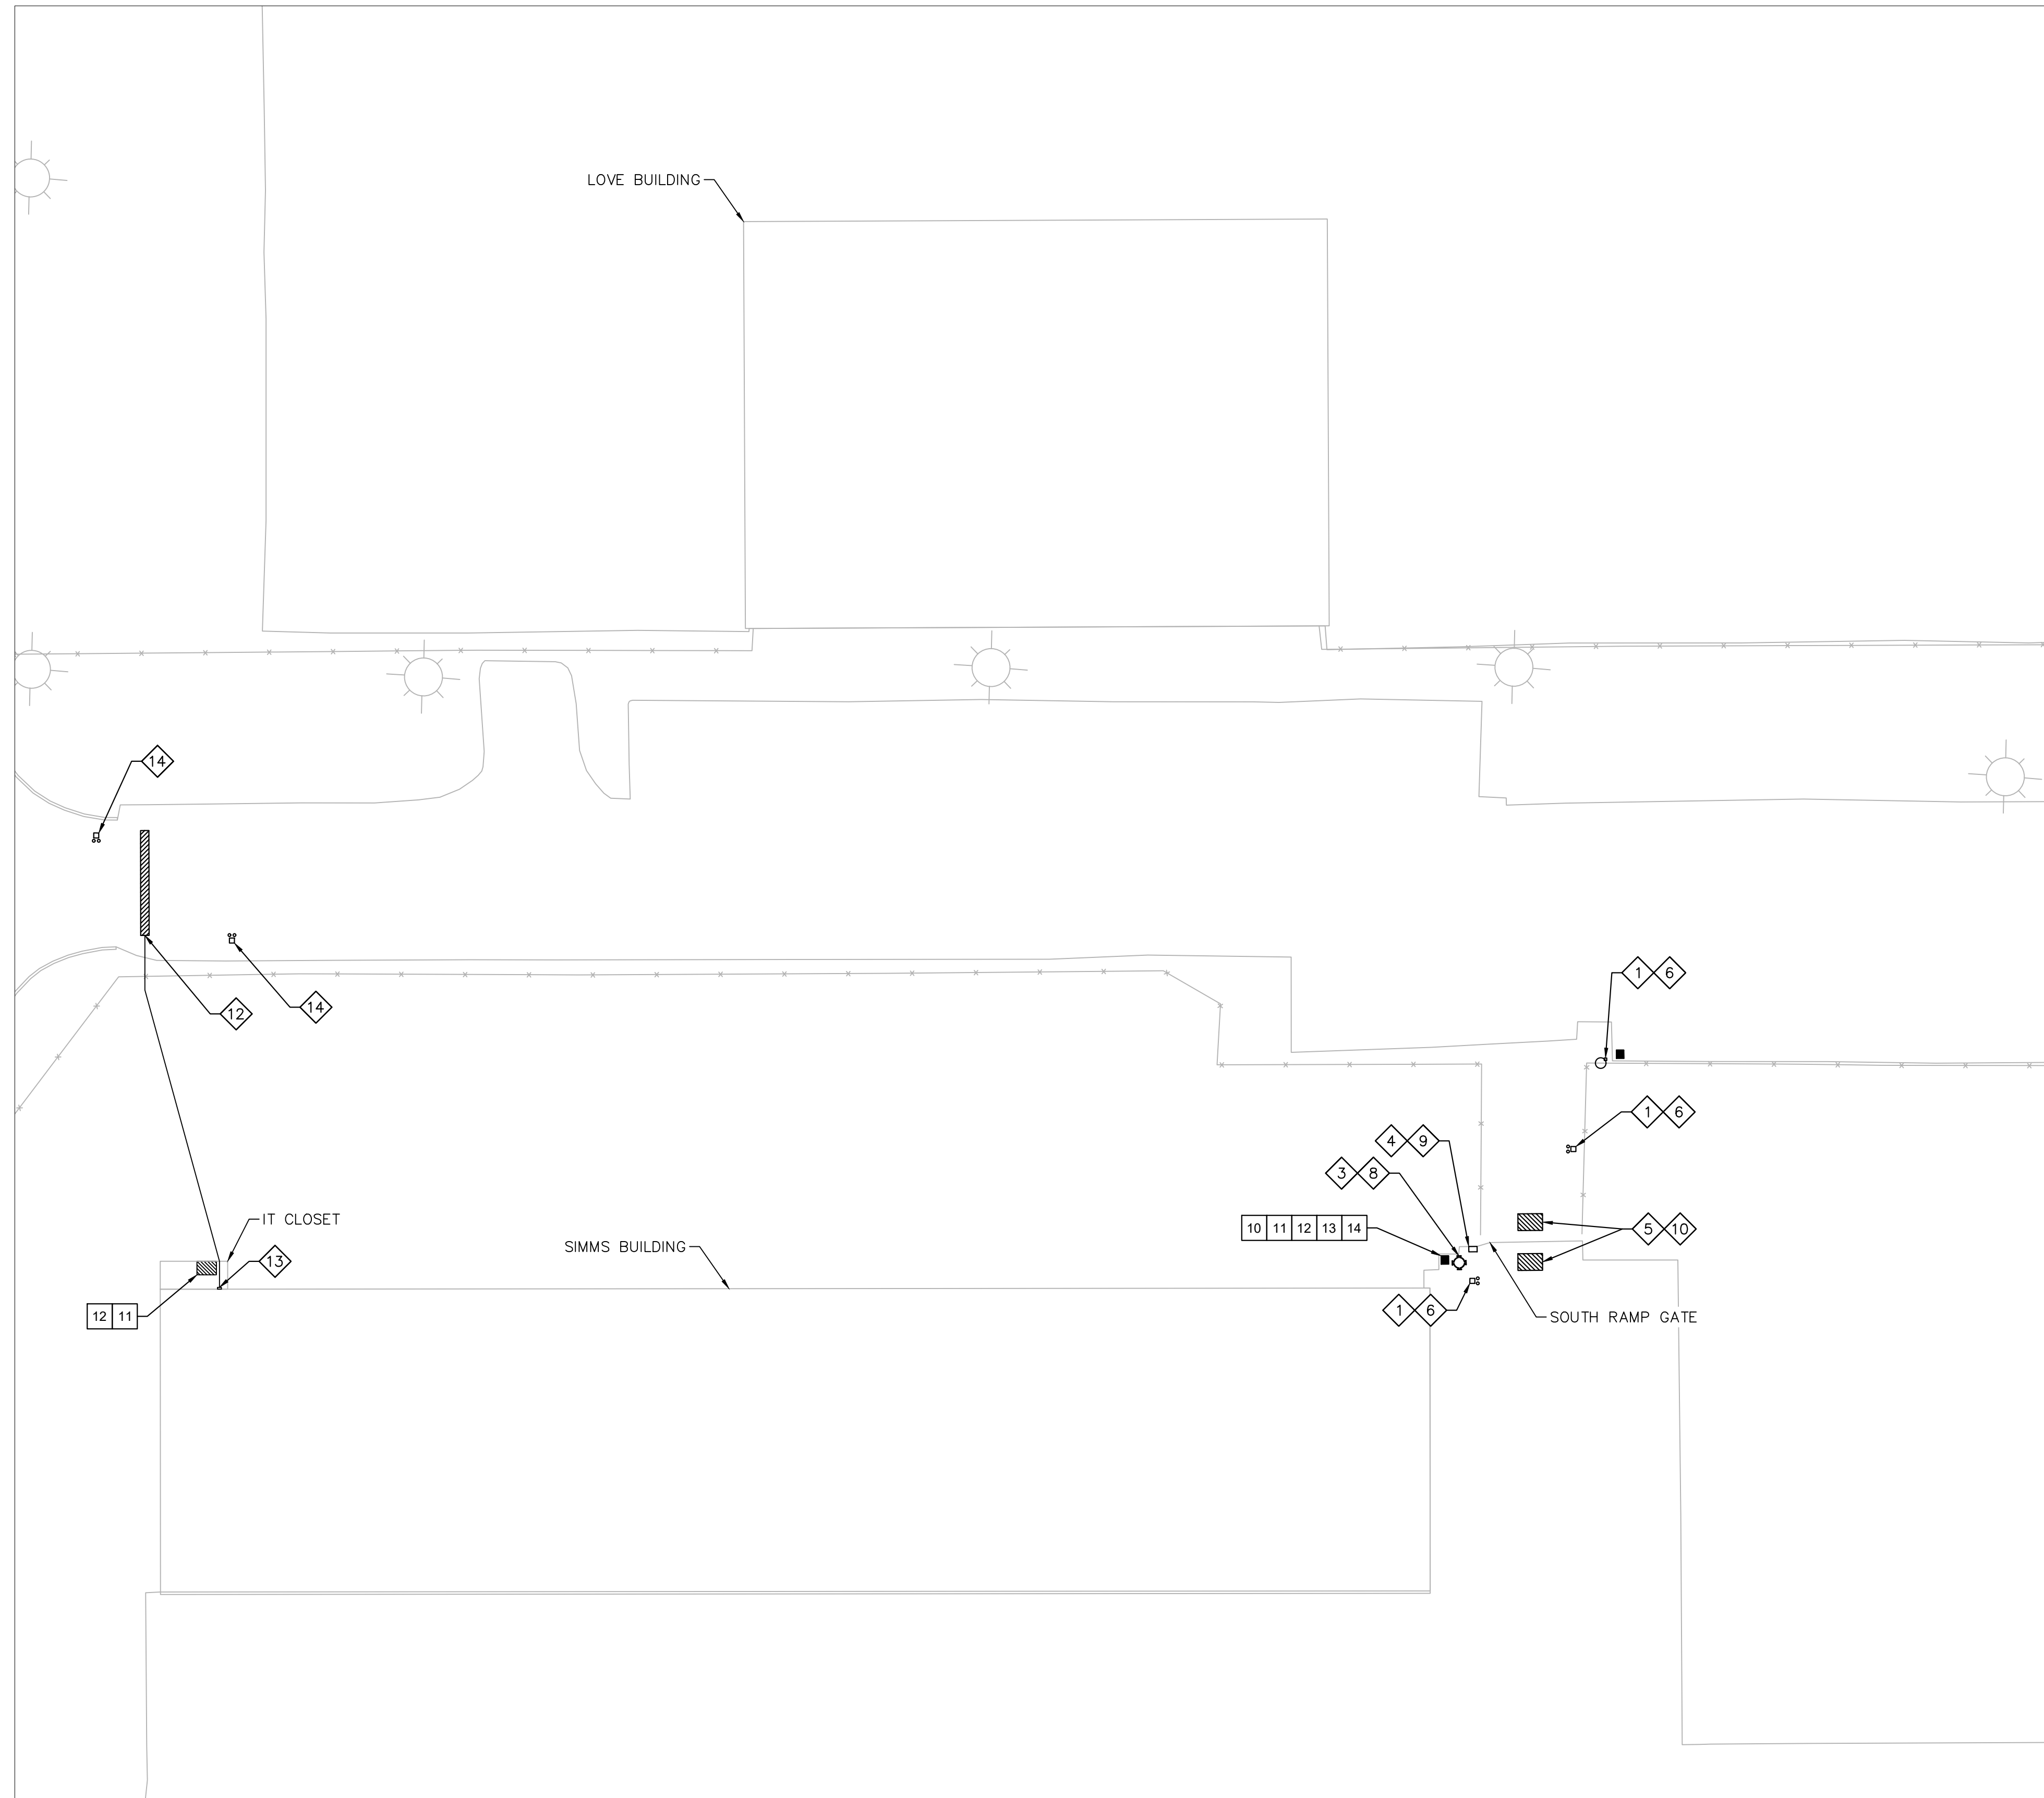 LOVE BUILDING
14
1 6
12
14
1 6
4 9
3 8
IT CLOSET
10 11 12 13 14
5 10
SIMMS BUILDING
13
12 11
1 6
SOUTH RAMP GATE